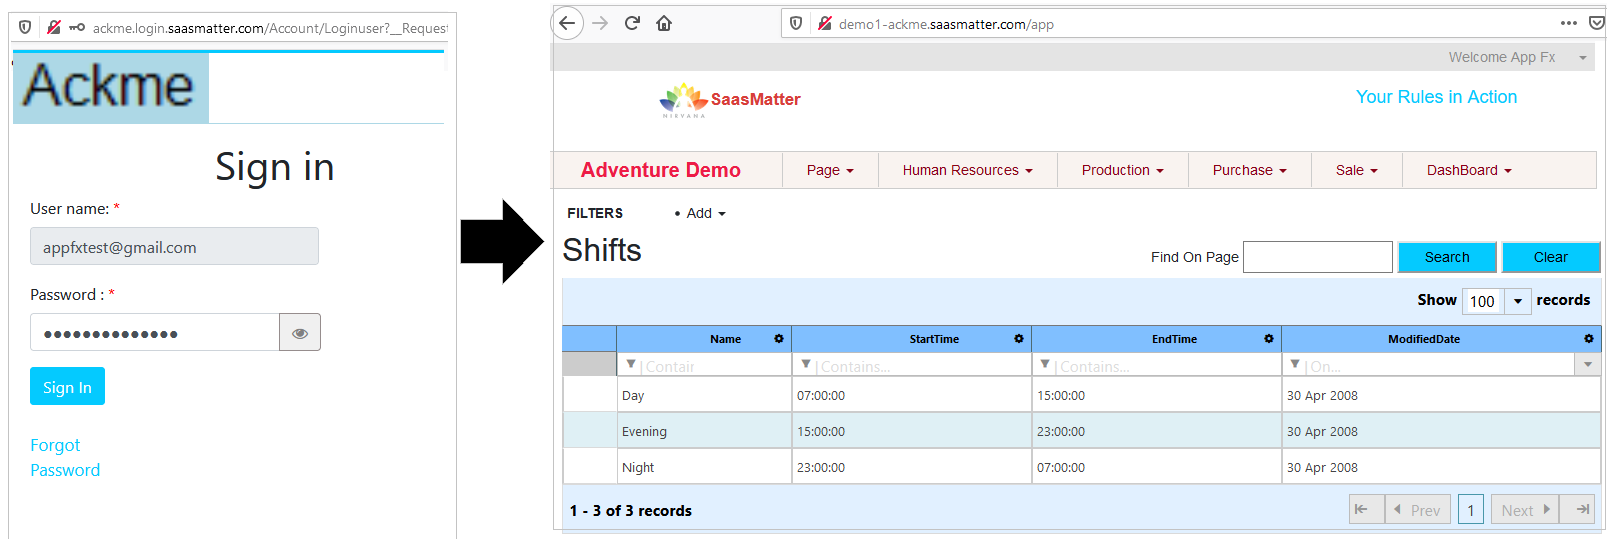 ackme.login.saasmatter.com/Account/Loginuser?__Request
Ackme
Sign in
User name: *
appfxtest@gmail.com
Password : *
Sign In
Forgot
Password
demo1-ackme.saasmatter.com/app
Welcome App Fx
NIRVANA
SaasMatter
Your Rules in Action
Adventure Demo Page Human Resources Production Purchase Sale DashBoard
FILTERS • Add
Shifts
Find On Page Search Clear
Show 100 records
Name StartTime EndTime ModifiedDate
Contair Contains... Contains... On...
Day 07:00:00 15:00:00 30 Apr 2008
Evening 15:00:00 23:00:00 30 Apr 2008
Night 23:00:00 07:00:00 30 Apr 2008
1 - 3 of 3 records Prev 1 Next